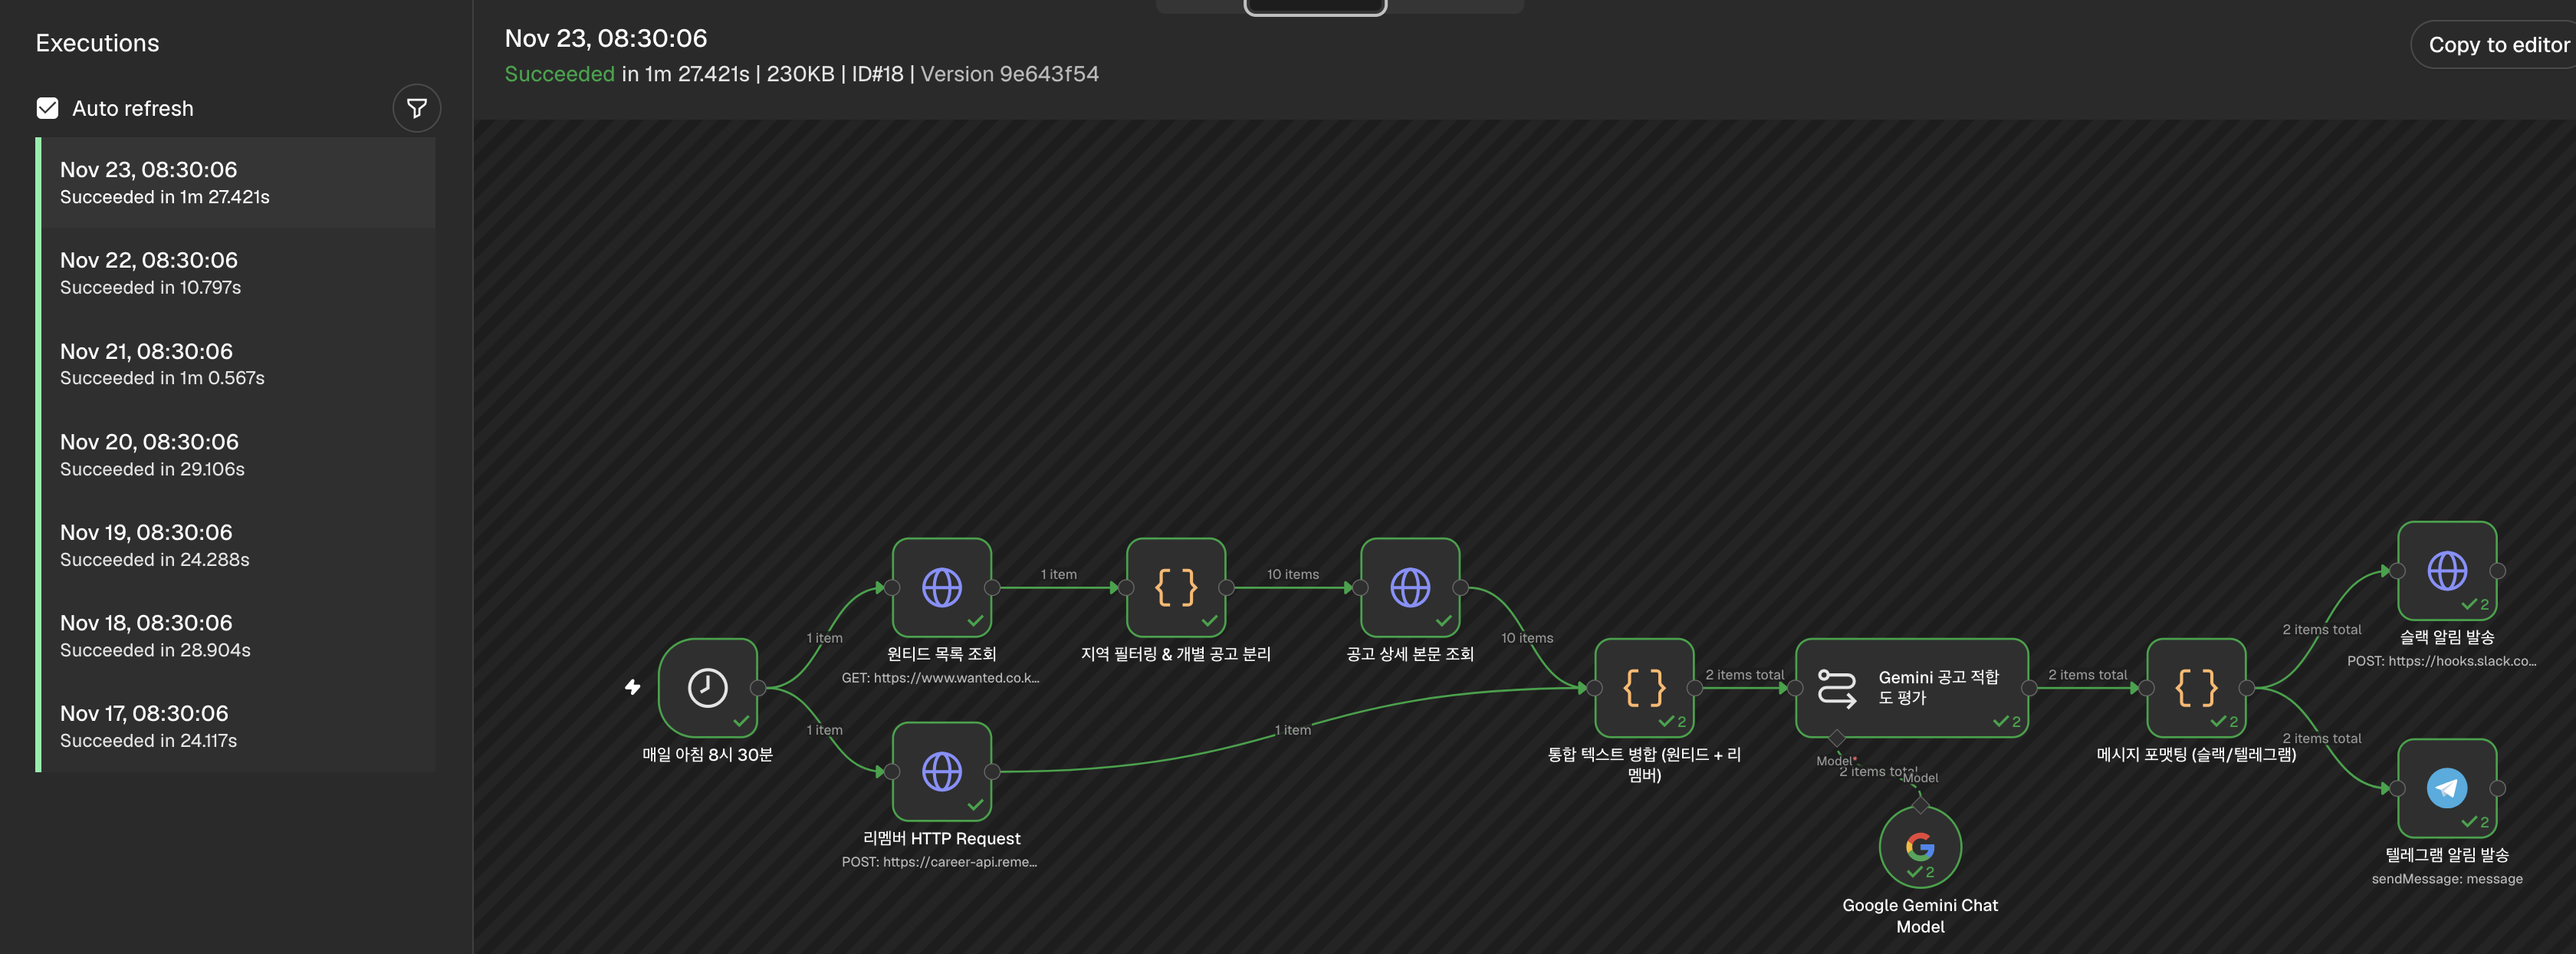 Executions
Auto refresh
Nov 23, 08:30:06
Succeeded in 1m 27.421s
Nov 22, 08:30:06
Succeeded in 10.797s
Nov 21, 08:30:06
Succeeded in 1m 0.567s
Nov 20, 08:30:06
Succeeded in 29.106s
Nov 19, 08:30:06
Succeeded in 24.288s
Nov 18, 08:30:06
Succeeded in 28.904s
Nov 17, 08:30:06
Succeeded in 24.117s
Nov 23, 08:30:06
Succeeded in 1m 27.421s | 230KB | ID#18 | Version 9e643f54
Copy to editor
매일 아침 8시 30분
1 item
1 item
원티드 목록 조회
GET: https://www.wanted.co.k...
1 item
지역 필터링 & 개별 공고 분리
10 items
공고 상세 본문 조회
10 items
리멤버 HTTP Request
POST: https://career-api.reme...
1 item
2
통합 텍스트 병합 (원티드 + 리
멤버)
2 items total
Gemini 공고 적합
도 평가
2
Model*
2 items total
Model
2
Google Gemini Chat
Model
2 items total
2
메시지 포맷팅 (슬랙/텔레그램)
2 items total
2 items total
2
슬랙 알림 발송
POST: https://hooks.slack.co...
2
텔레그램 알림 발송
sendMessage: message